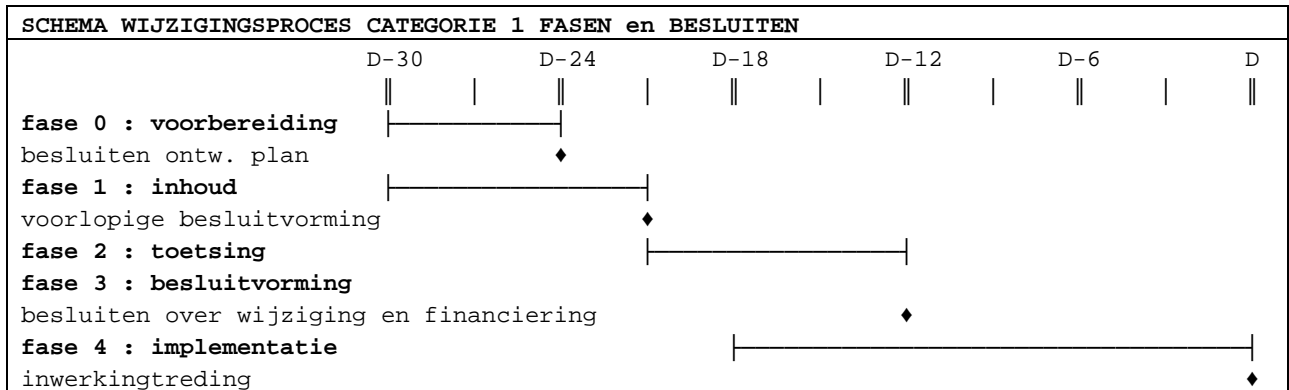 SCHEMA WIJZIGINGSPROCES CATEGORIE 1 FASEN en BESLUITEN
D-30 D-24 D-18 D-12 D-6 D
fase 0 : voorbereiding
besluiten ontw. plan
fase 1 : inhoud
voorlopige besluitvorming
fase 2 : toetsing
fase 3 : besluitvorming
besluiten over wijziging en financiering
fase 4 : implementatie
inwerkingtreding